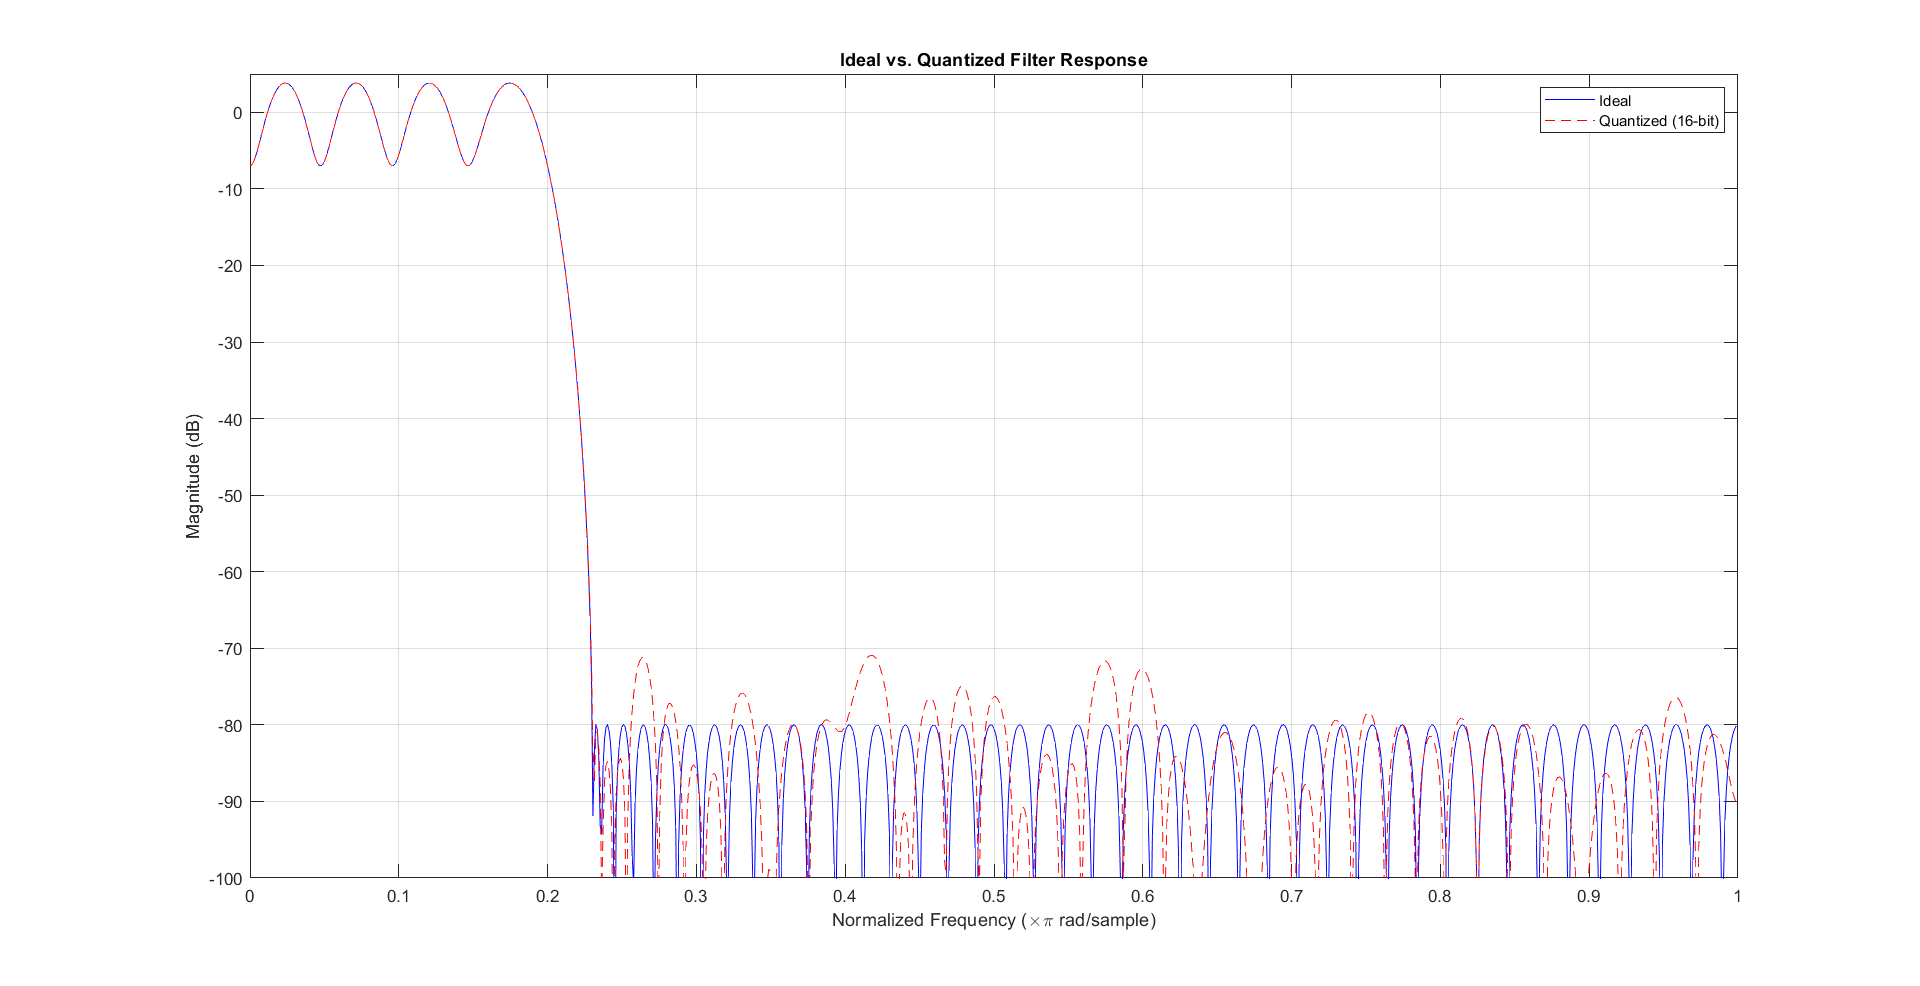 Ideal vs. Quantized Filter Response
Ideal
Quantized (16-bit)
Magnitude (dB)
0
-10
-20
-30
-40
-50
-60
-70
-80
-90
-100
0 0.1 0.2 0.3 0.4 0.5 0.6 0.7 0.8 0.9 1
Normalized Frequency (×π rad/sample)